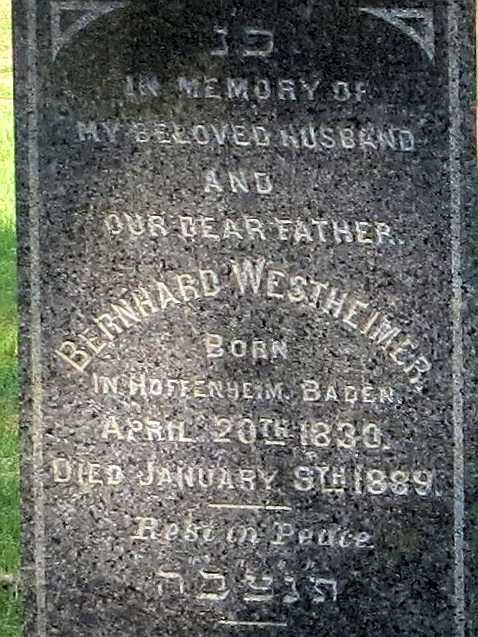 פ נ
IN MEMORY OF
MY BELOVED HUSBAND
AND
OUR DEAR FATHER.
BERNHARD WESTHEIMER.
BORN
IN HOFFENHEIM, BADEN.
APRIL 20TH 1830.
DIED JANUARY 8TH 1889.
Rest in Peace
תנצבה